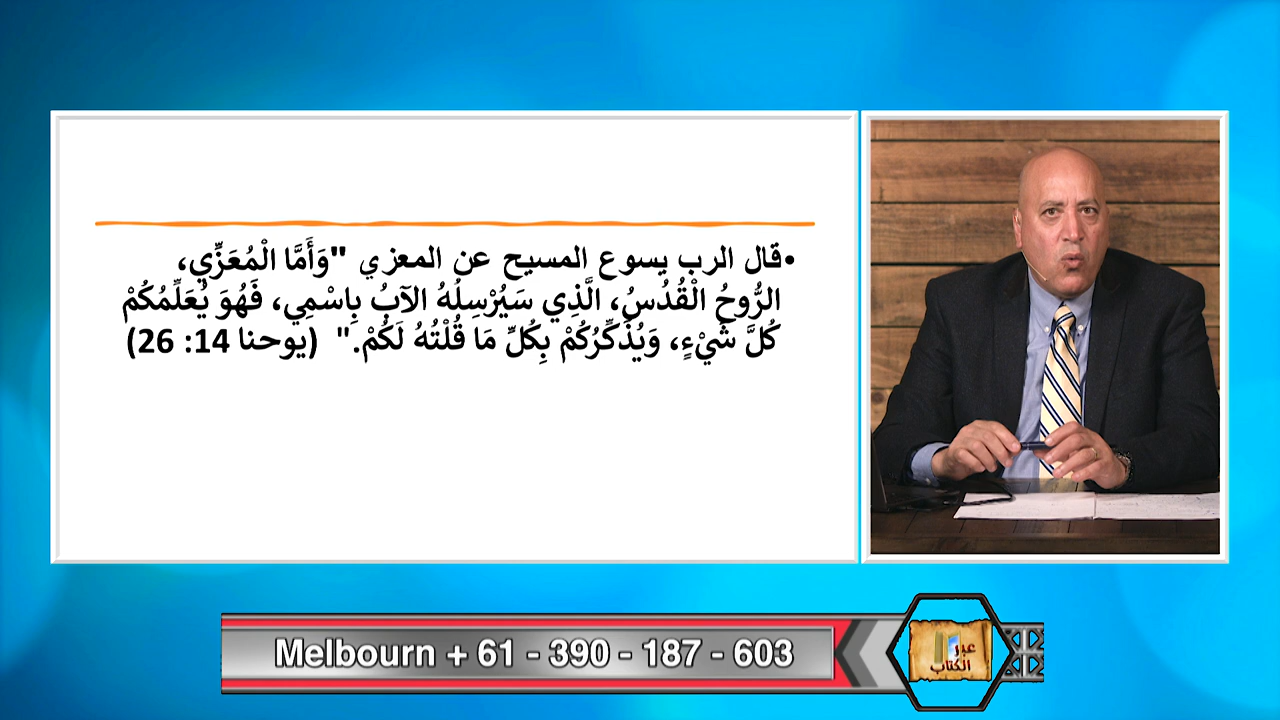 •قال الرب يسوع المسيح عن المعزي "وَأَمَّا الْمُعَزِّي،
الرُّوحُ الْقُدُسُ، الَّذِي سَيُرْسِلُهُ الآبُ بِاسْمِي، فَهُوَ يُعَلِّمُكُمْ
كُلَّ شَيْءٍ، وَيُذَكِّرُكُمْ بِكُلِّ مَا قُلْتُهُ لَكُمْ." (يوحنا 14: 26)
Melbourn + 61 - 390 - 187 - 603
عبر
الكتاب